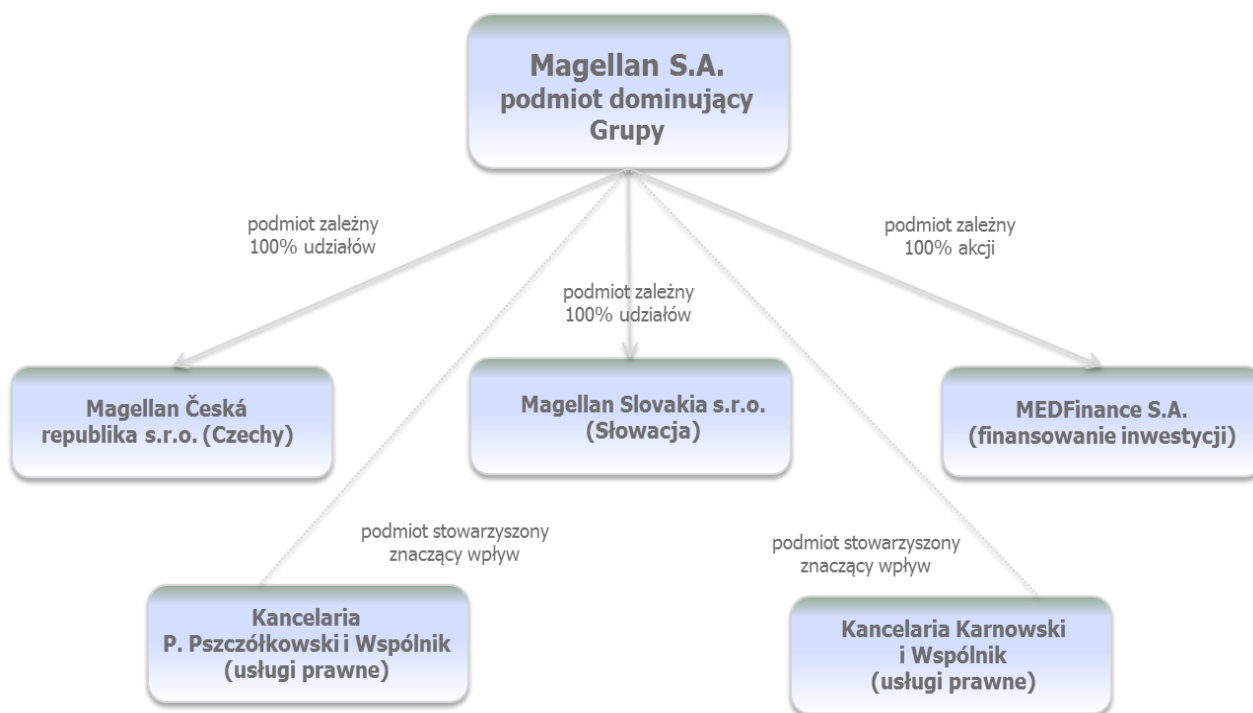 Magellan S.A.
podmiot dominujący
Grupy
podmiot zależny
100% udziałów
podmiot zależny
100% udziałów
podmiot zależny
100% akcji
Magellan Česká
republika s.r.o. (Czechy)
Magellan Slovakia s.r.o.
(Słowacja)
MEDFinance S.A.
(finansowanie inwestycji)
podmiot stowarzyszony
znaczący wpływ
podmiot stowarzyszony
znaczący wpływ
Kancelaria
P. Pszczółkowski i Wspólnik
(usługi prawne)
Kancelaria Karnowski
i Wspólnik
(usługi prawne)